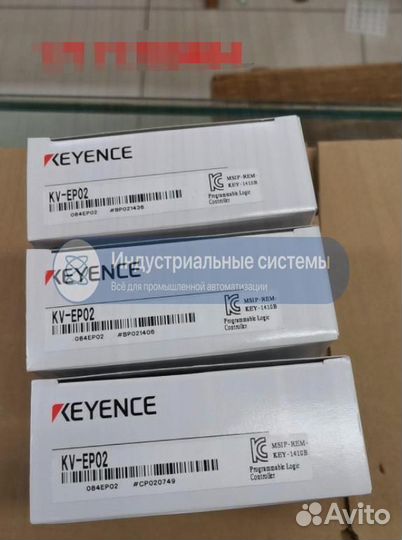 KEYENCE
KV-EP02
084EP02 #BP021436
MSIP-REM-
KEY-1410B
Programmable Logic
Controller
Индустриальные системы
Всё для промышленной автоматизации
KEYENCE
KV-EP02
084EP02 #BP021406
MSIP-REM-
KEY-1410B
Programmable Logic
Controller
KEYENCE
KV-EP02
084EP02 #CP020749
MSIP-REM-
KEY-1410B
Programmable Logic
Controller
Avito